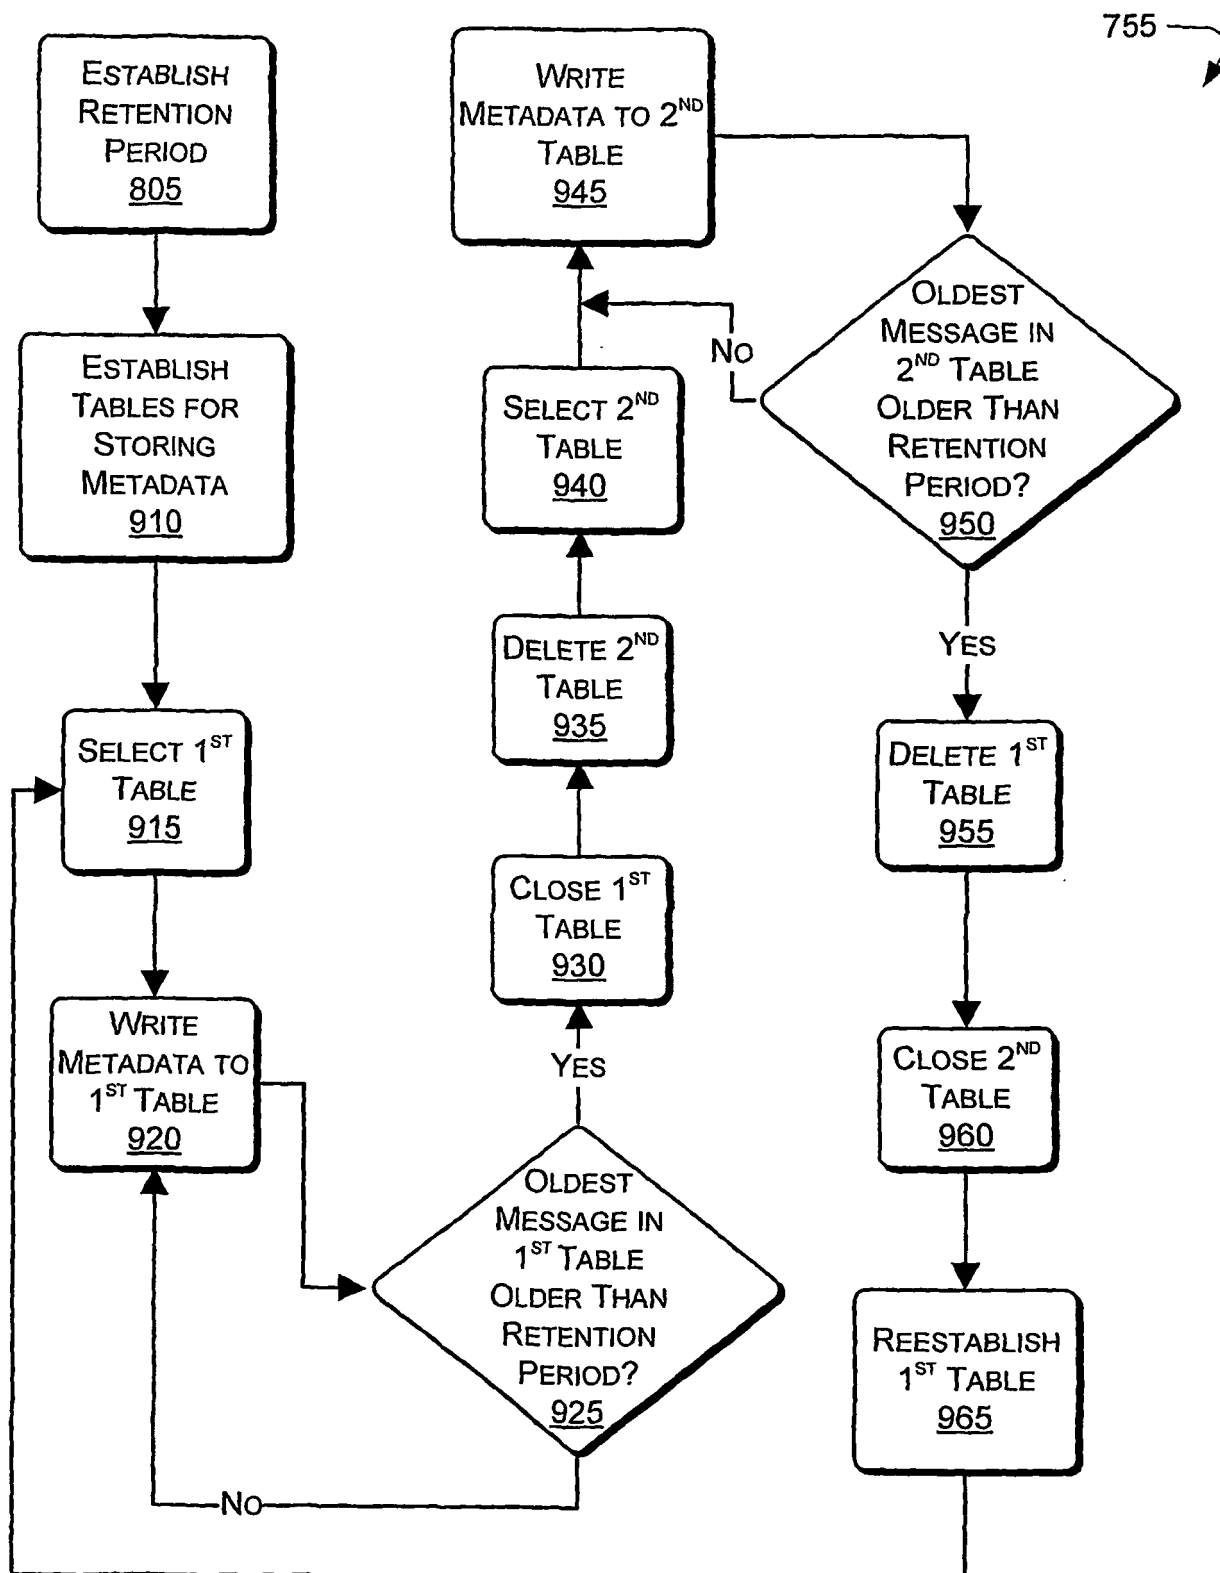 755
ESTABLISH
RETENTION
PERIOD
805
ESTABLISH
TABLES FOR
STORING
METADATA
910
SELECT 1ST
TABLE
915
WRITE
METADATA TO
1ST TABLE
920
OLDEST
MESSAGE IN
1ST TABLE
OLDER THAN
RETENTION
PERIOD?
925
NO
YES
CLOSE 1ST
TABLE
930
DELETE 2ND
TABLE
935
SELECT 2ND
TABLE
940
WRITE
METADATA TO 2ND
TABLE
945
OLDEST
MESSAGE IN
2ND TABLE
OLDER THAN
RETENTION
PERIOD?
950
NO
YES
DELETE 1ST
TABLE
955
CLOSE 2ND
TABLE
960
REESTABLISH
1ST TABLE
965